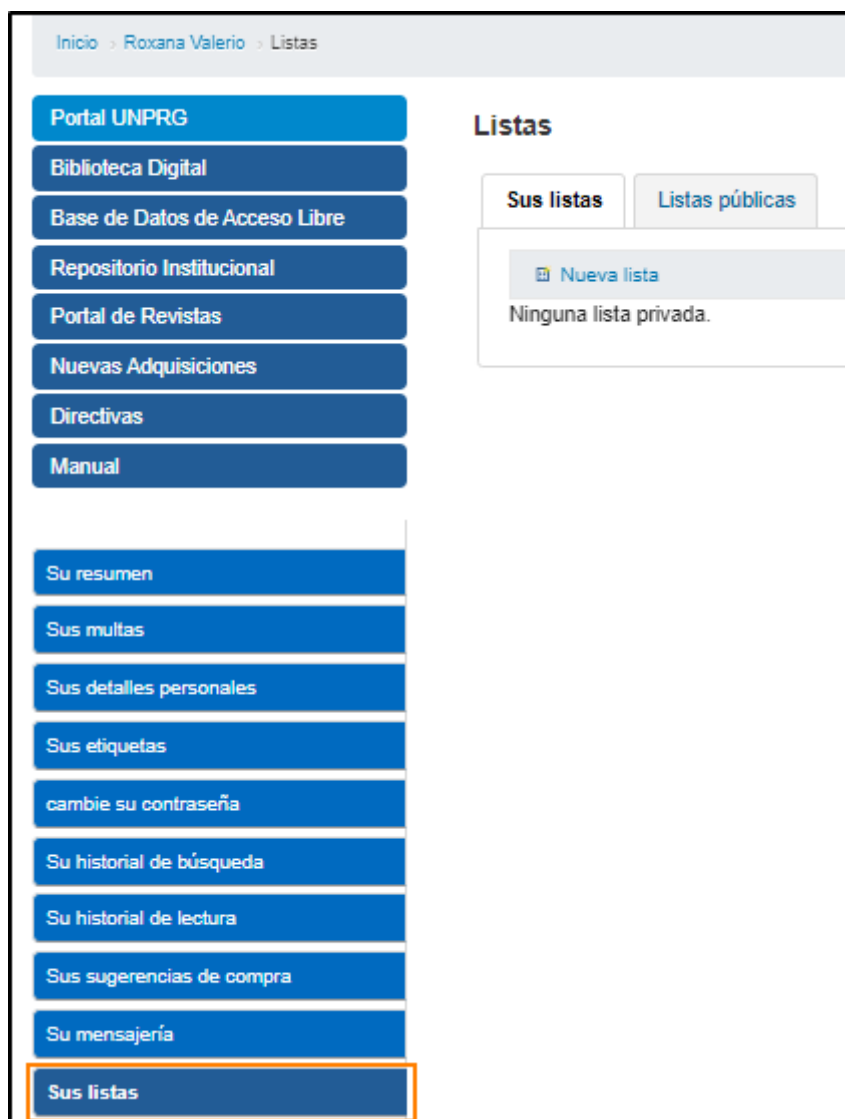 Inicio › Roxana Valerio › Listas
Portal UNPRG
Biblioteca Digital
Base de Datos de Acceso Libre
Repositorio Institucional
Portal de Revistas
Nuevas Adquisiciones
Directivas
Manual
Su resumen
Sus multas
Sus detalles personales
Sus etiquetas
cambie su contraseña
Su historial de búsqueda
Su historial de lectura
Sus sugerencias de compra
Su mensajería
Sus listas
Listas
Sus listas
Listas públicas
Nueva lista
Ninguna lista privada.